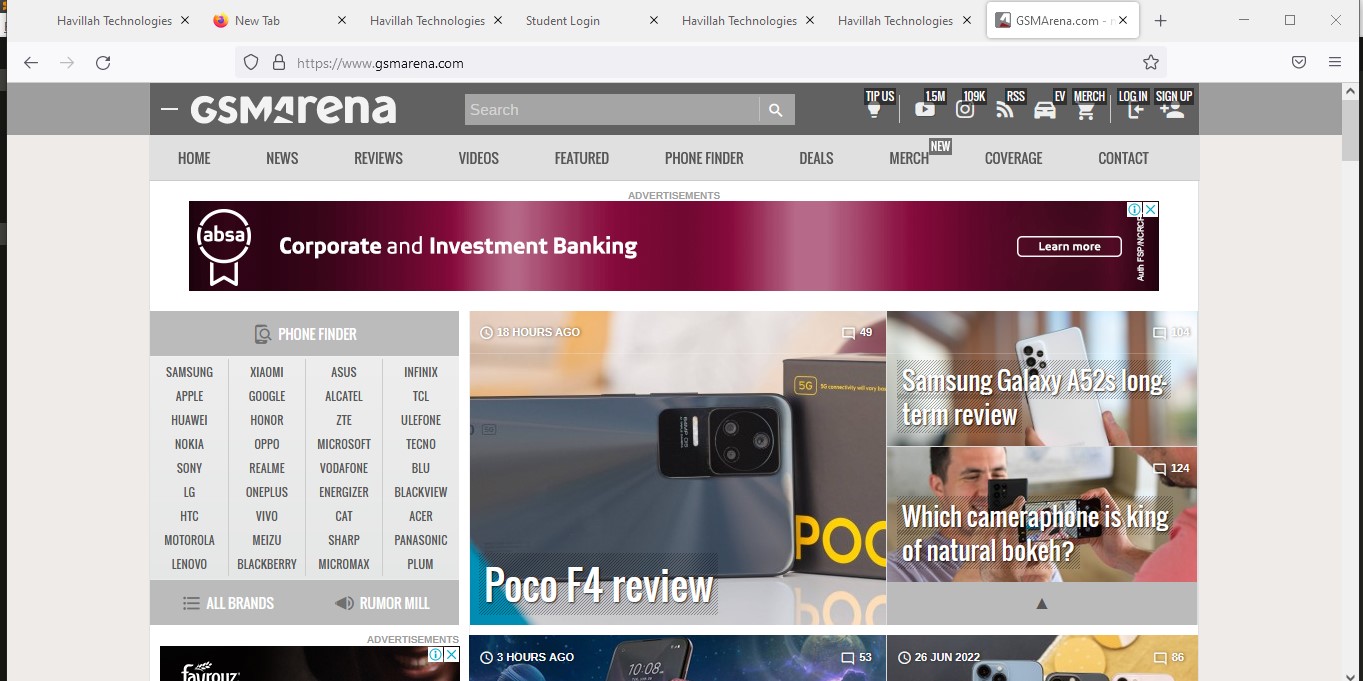 Havillah Technologies
New Tab
Havillah Technologies
Student Login
Havillah Technologies
Havillah Technologies
GSMArena.com -
https://www.gsmarena.com
GSMArena
Search
TIP US
1.5M
109K
RSS
EV
MERCH
LOG IN
SIGN UP
HOME
NEWS
REVIEWS
VIDEOS
FEATURED
PHONE FINDER
DEALS
MERCH
NEW
COVERAGE
CONTACT
ADVERTISEMENTS
absa
Corporate and Investment Banking
Learn more
Auth FSP/NCRCP
PHONE FINDER
SAMSUNG XIAOMI ASUS INFINIX
APPLE GOOGLE ALCATEL TCL
HUAWEI HONOR ZTE ULEFONE
NOKIA OPPO MICROSOFT TECNO
SONY REALME VODAFONE BLU
LG ONEPLUS ENERGIZER BLACKVIEW
HTC VIVO CAT ACER
MOTOROLA MEIZU SHARP PANASONIC
LENOVO BLACKBERRY MICROMAX PLUM
ALL BRANDS
RUMOR MILL
ADVERTISEMENTS
fayrouz
18 HOURS AGO
49
5G
POC
Poco F4 review
104
Samsung Galaxy A52s long-
term review
124
Which cameraphone is king
of natural bokeh?
3 HOURS AGO
53
10:08
26 JUN 2022
86